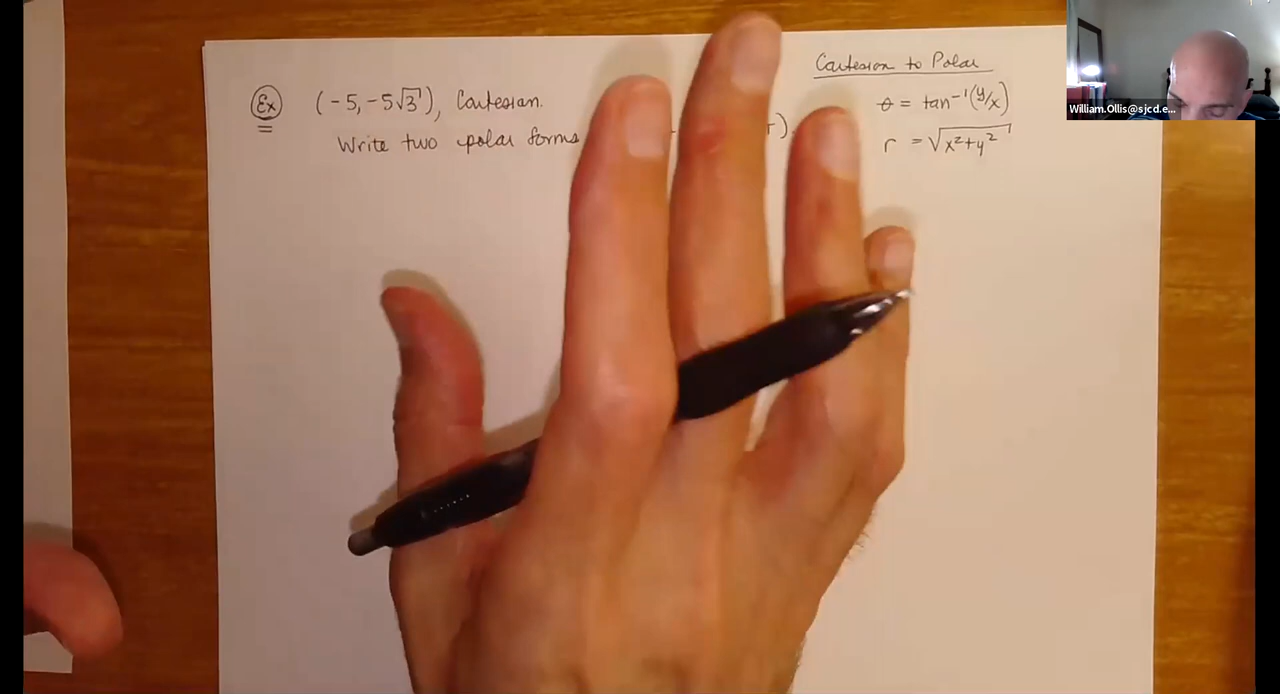 Ex (-5, -5√3), Cartesian.
Write two polar forms
Cartesian to Polar
θ = tan⁻¹(y/x)
r = √x²+y²
William.Ollis@sjcd.e...